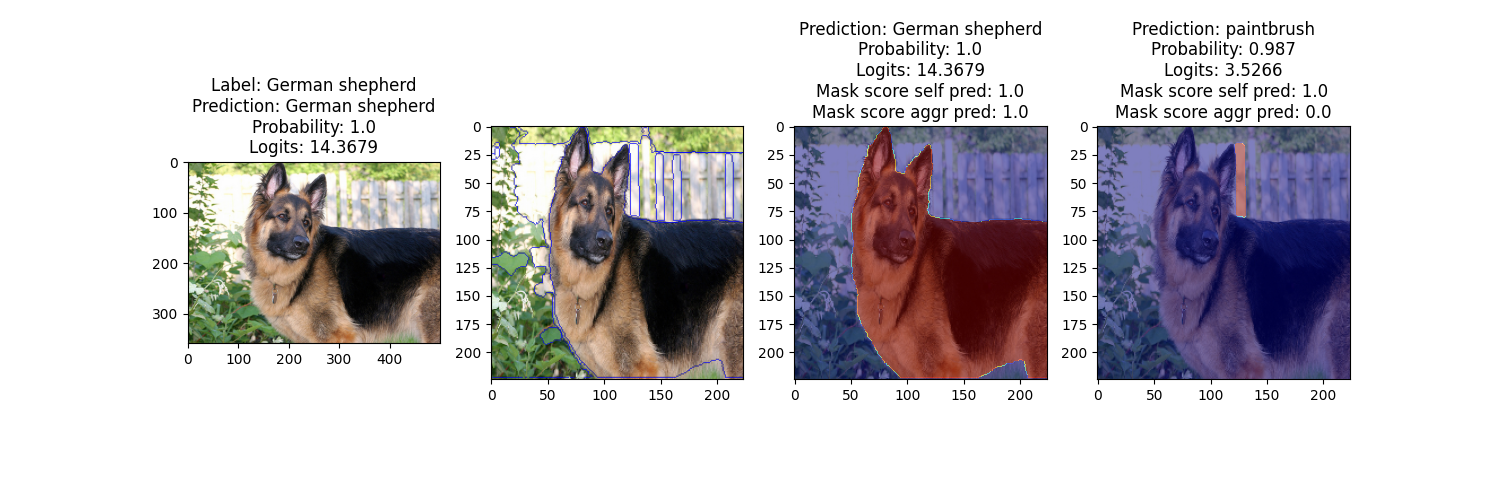 Label: German shepherd
Prediction: German shepherd
Probability: 1.0
Logits: 14.3679
0
100
200
300
0 100 200 300 400
0
25
50
75
100
125
150
175
200
0 50 100 150 200
Prediction: German shepherd
Probability: 1.0
Logits: 14.3679
Mask score self pred: 1.0
Mask score aggr pred: 1.0
0
25
50
75
100
125
150
175
200
0 50 100 150 200
Prediction: paintbrush
Probability: 0.987
Logits: 3.5266
Mask score self pred: 1.0
Mask score aggr pred: 0.0
0
25
50
75
100
125
150
175
200
0 50 100 150 200